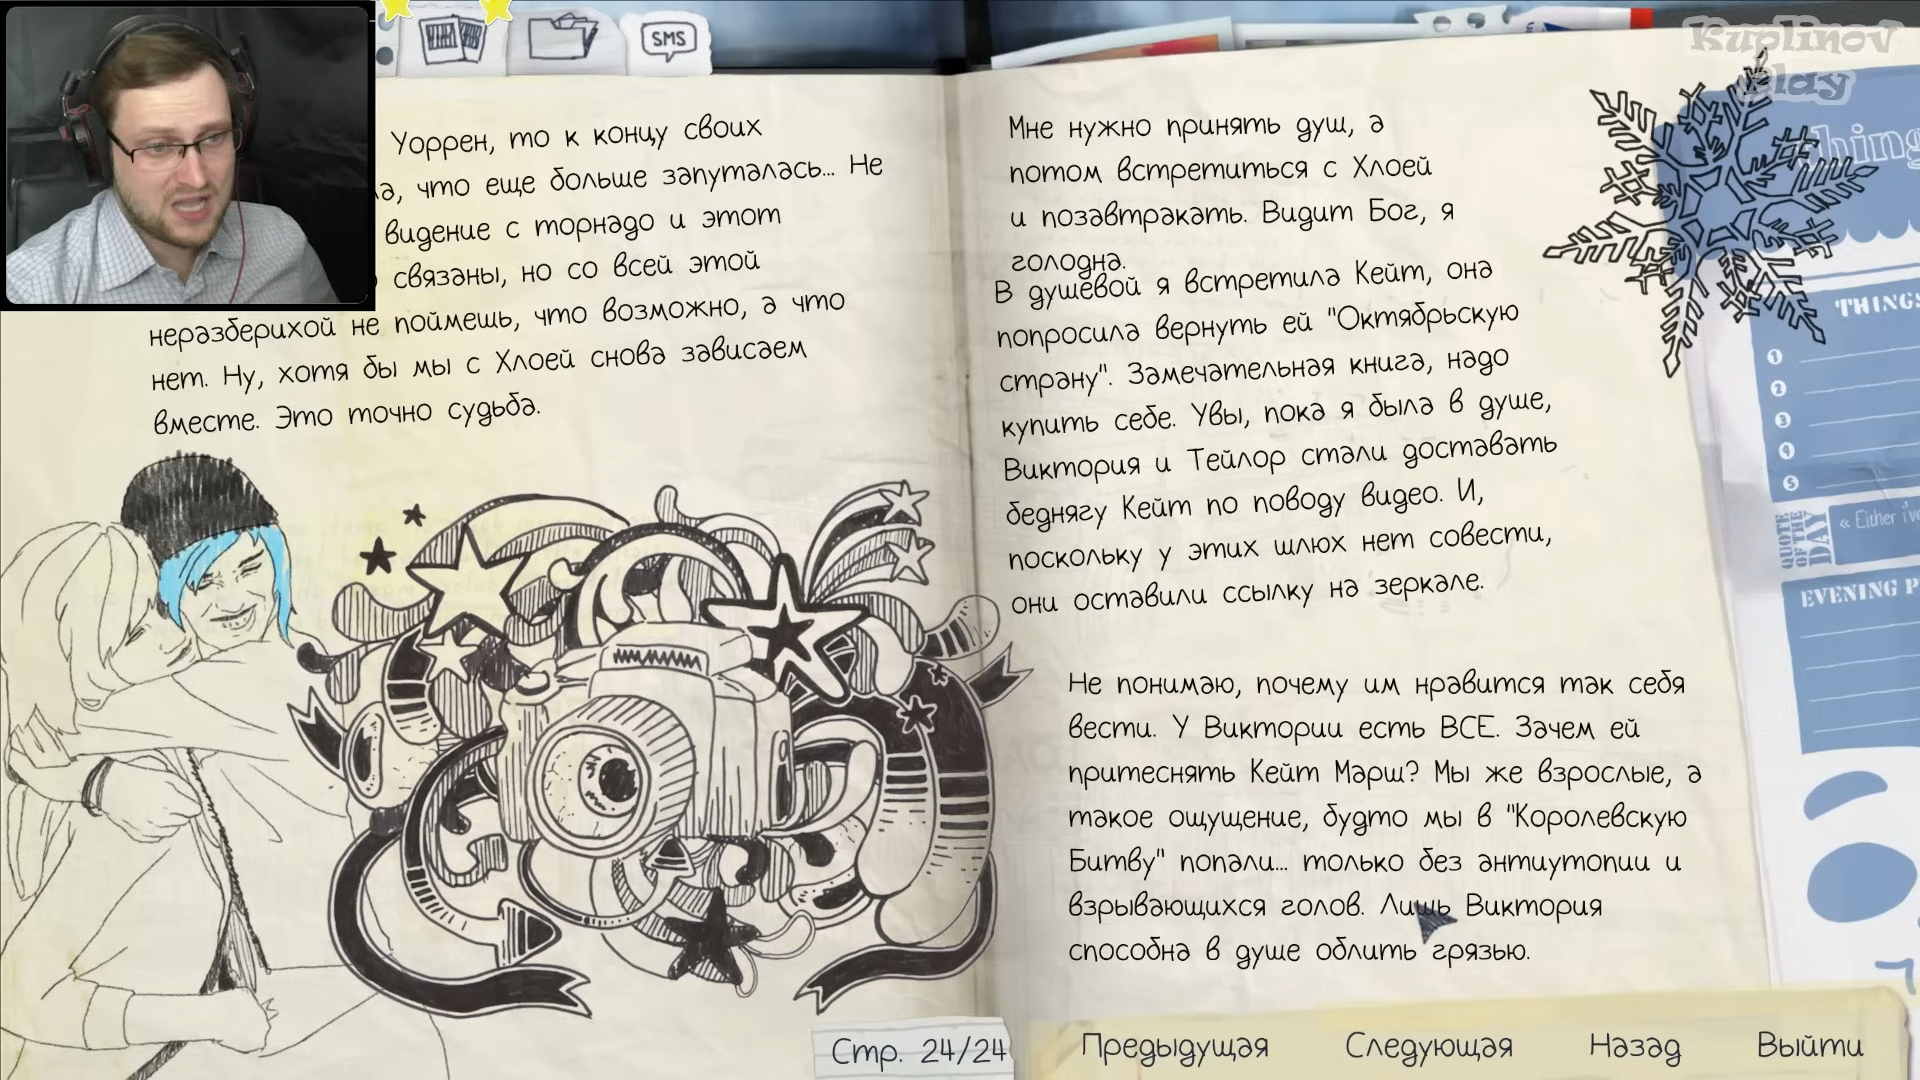 SMS
Kuplinov
Play
Уоррен, то к концу своих
что еще больше запуталась... Не
видение с торнадо и этот
связаны, но со всей этой
неразберихой не поймешь, что возможно, а что
нет. Ну, хотя бы мы с Хлоей снова зависаем
вместе. Это точно судьба.
Мне нужно принять душ, а
потом встретиться с Хлоей
и позавтракать. Видит Бог, я
голодна.
В душевой я встретила Кейт, она
попросила вернуть ей "Октябрьскую
страну". Замечательная книга, надо
купить себе. Увы, пока я была в душе,
Виктория и Тейлор стали доставать
беднягу Кейт по поводу видео. И,
поскольку у этих шлюх нет совести,
они оставили ссылку на зеркале.
Не понимаю, почему им нравится так себя
вести. У Виктории есть ВСЕ. Зачем ей
притеснять Кейт Марш? Мы же взрослые, а
такое ощущение, будто мы в "Королевскую
Битву" попали... только без антиутопии и
взрывающихся голов. Лишь Виктория
способна в душе облить грязью.
THINGS
1
2
3
4
5
QUOTE OF THE DAY
« Either i've
EVENING P
Стр. 24/24
Предыдущая
Следующая
Назад
Выйти